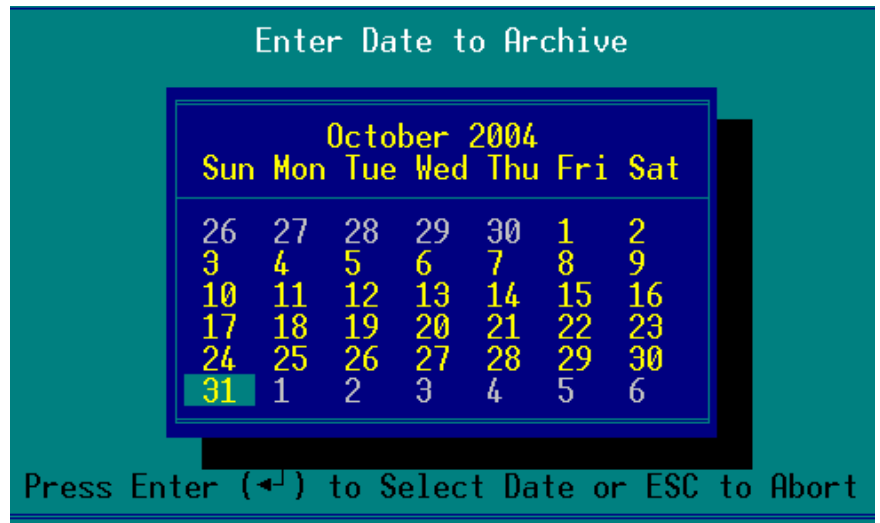 Enter Date to Archive
October 2004
Sun Mon Tue Wed Thu Fri Sat
26 27 28 29 30 1 2
3 4 5 6 7 8 9
10 11 12 13 14 15 16
17 18 19 20 21 22 23
24 25 26 27 28 29 30
31 1 2 3 4 5 6
Press Enter (◄┘) to Select Date or ESC to Abort